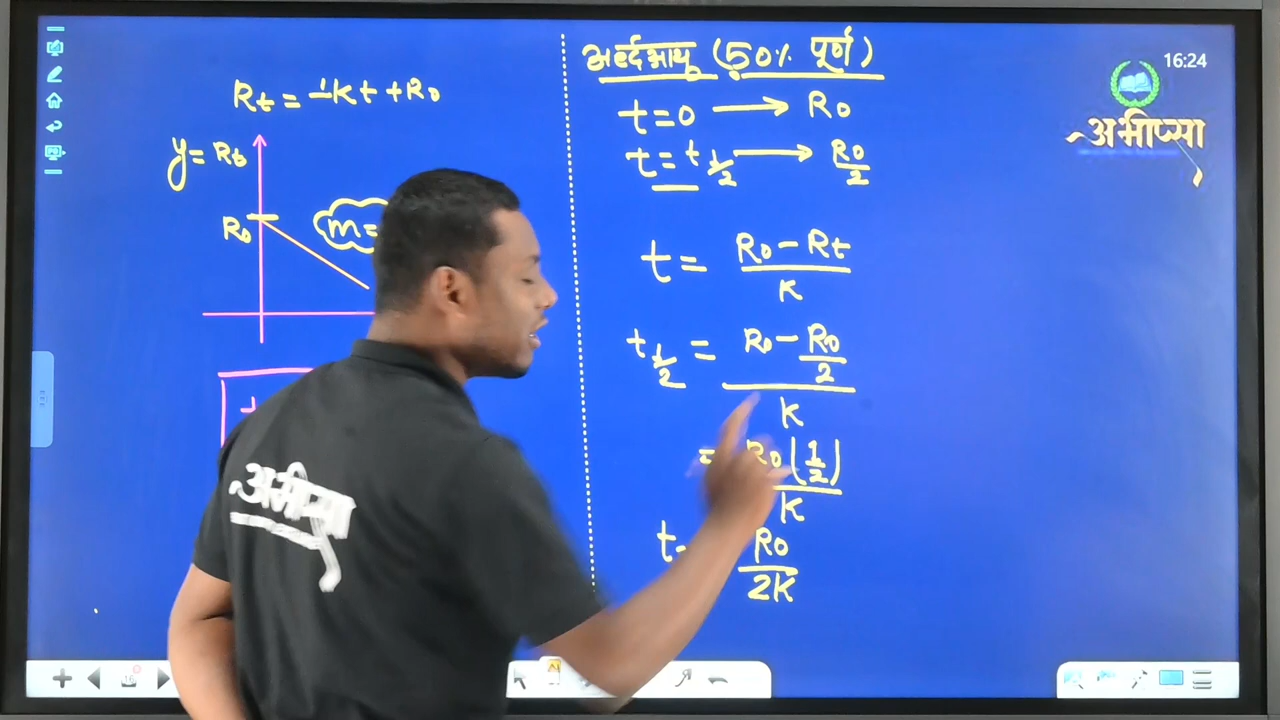 Rt = -kt + R₀
y = Rt
R₀
m =
अर्द्धआयु (50% पूर्ण)
t = 0 ⟶ R₀
t = t½ ⟶ R₀/2
t = (R₀ - Rt)/K
t½ = (R₀ - R₀/2)/K
= R₀(1/2)/K
R₀/2K
16:24
अभीप्सा
अभीप्सा